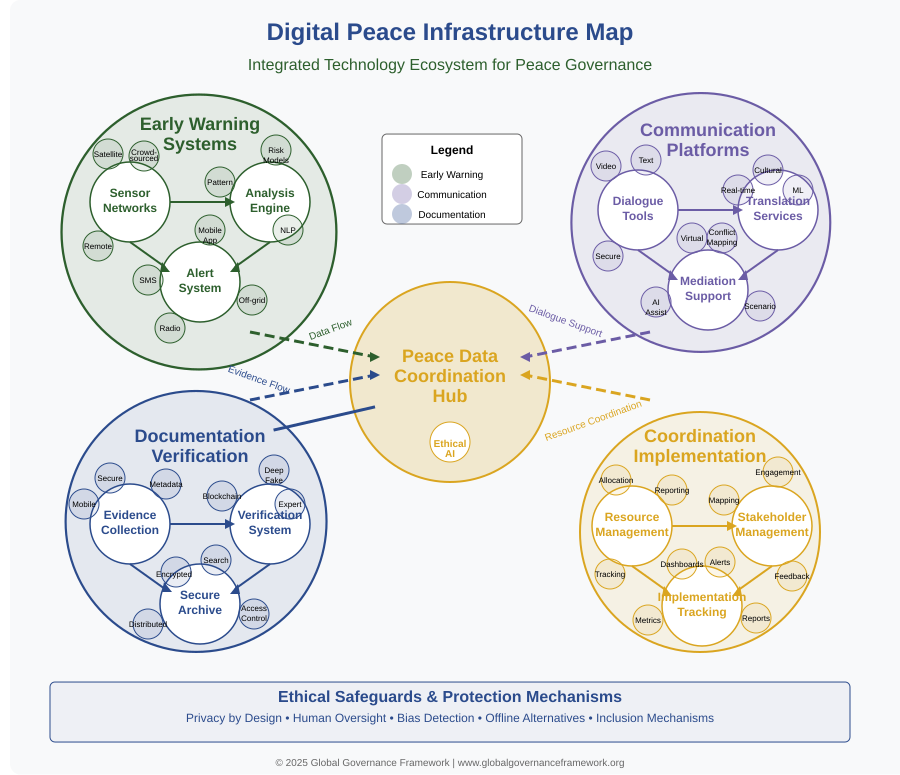 Digital Peace Infrastructure Map
Integrated Technology Ecosystem for Peace Governance
Early Warning
Systems
Satellite
Crowd-
sourced
Risk
Models
Pattern
Sensor
Networks
Analysis
Engine
Mobile
App
NLP
Remote
Alert
System
SMS
Off-grid
Radio
Legend
Early Warning
Communication
Documentation
Communication
Platforms
Video
Text
Cultural
Real-time
ML
Dialogue
Tools
Translation
Services
Virtual
Conflict
Mapping
Secure
Mediation
Support
AI
Assist
Scenario
Data Flow
Dialogue Support
Evidence Flow
Resource Coordination
Peace Data
Coordination
Hub
Ethical
AI
Documentation
Verification
Secure
Metadata
Deep
Fake
Mobile
Blockchain
Expert
Evidence
Collection
Verification
System
Search
Encrypted
Secure
Archive
Distributed
Access
Control
Coordination
Implementation
Allocation
Reporting
Engagement
Mapping
Resource
Management
Stakeholder
Management
Dashboards
Alerts
Tracking
Feedback
Implementation
Tracking
Metrics
Reports
Ethical Safeguards & Protection Mechanisms
Privacy by Design • Human Oversight • Bias Detection • Offline Alternatives • Inclusion Mechanisms
© 2025 Global Governance Framework | www.globalgovernanceframework.org